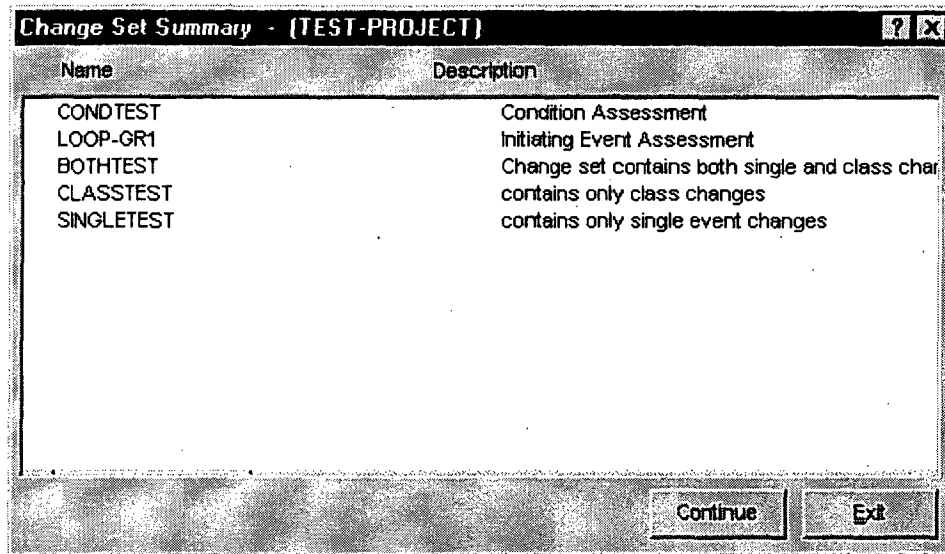 Change Set Summary - [TEST-PROJECT]
Name Description
CONDTEST Condition Assessment
LOOP-GR1 Initiating Event Assessment
BOTHTEST Change set contains both single and class char
CLASSTEST contains only class changes
SINGLETEST contains only single event changes
Continue Exit